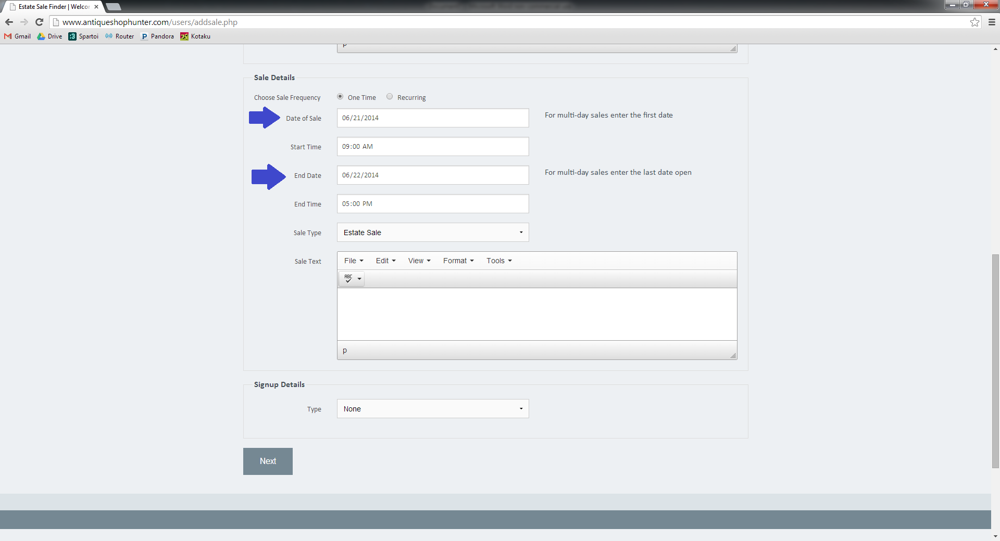 Estate Sale Finder | Welcor
www.antiqueshophunter.com/users/addsale.php
Gmail Drive Spartoi Router Pandora Kotaku
p
Sale Details
Choose Sale Frequency One Time Recurring
Date of Sale 06/21/2014 For multi-day sales enter the first date
Start Time 09:00 AM
End Date 06/22/2014 For multi-day sales enter the last date open
End Time 05:00 PM
Sale Type Estate Sale
Sale Text File Edit View Format Tools
ABC
p
Signup Details
Type None
Next